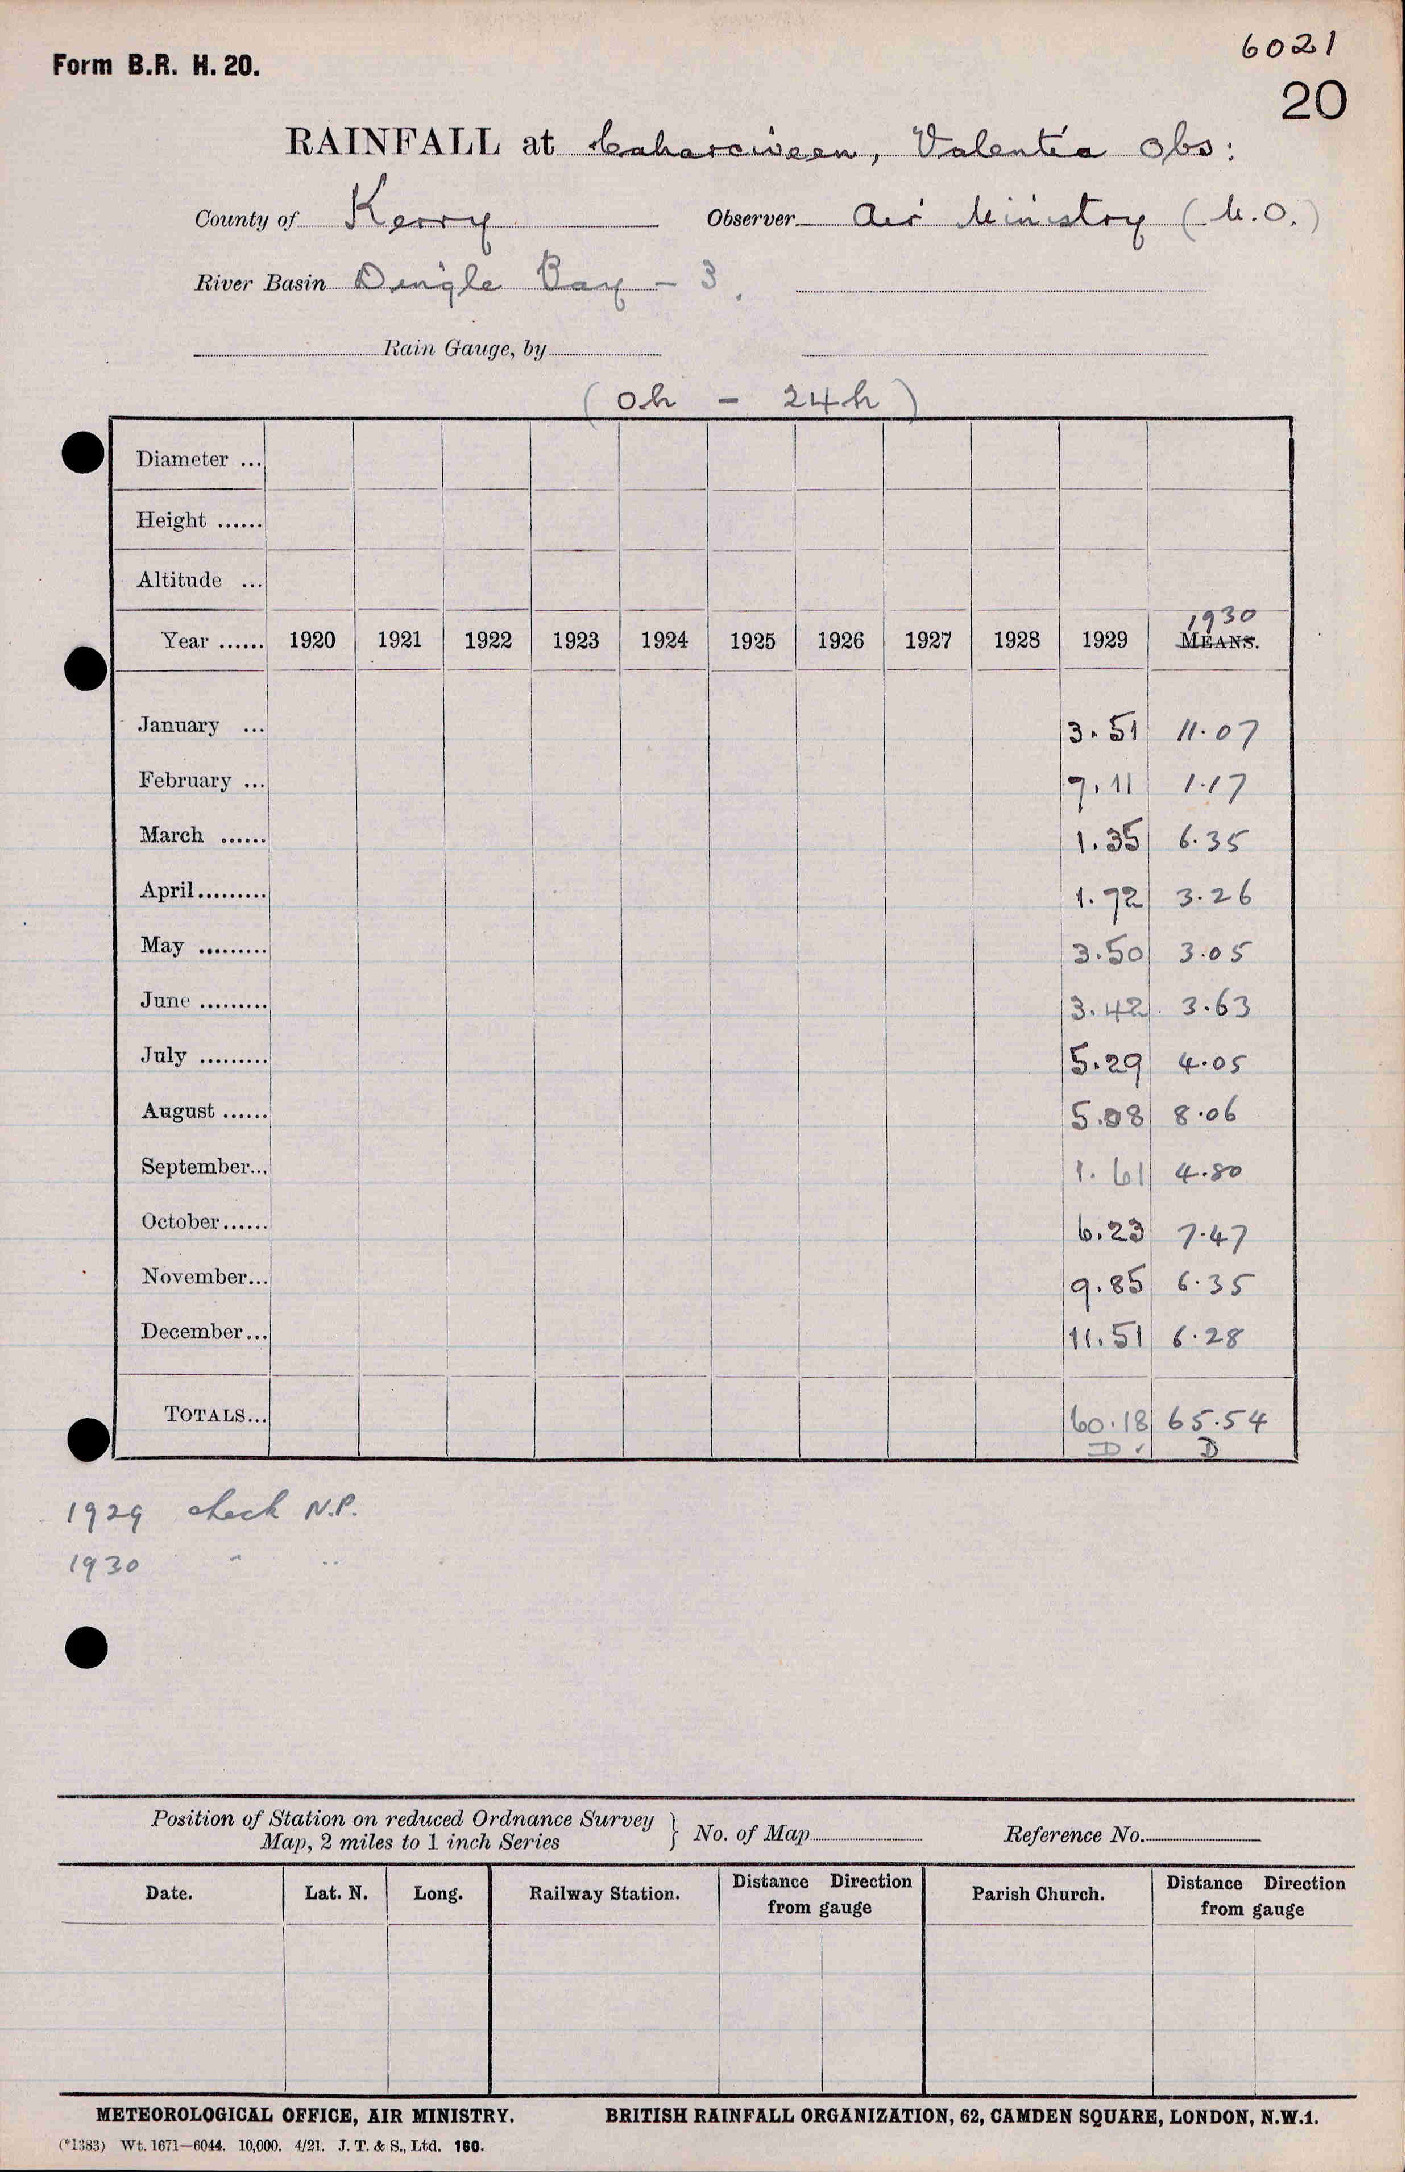 6021
Form B.R. H. 20.
20
RAINFALL at Caharciveen, Valentia Obs:
County of Kerry Observer Air Ministry (M.O.)
River Basin Dingle Bay - 3.
Rain Gauge, by
(0h - 24h)
Diameter ...
Height ......
Altitude ...
1930
Year ...... 1920 1921 1922 1923 1924 1925 1926 1927 1928 1929 MEANS.
January ... 3.51 11.07
February ... 7.11 1.17
March ...... 1.35 6.35
April......... 1.72 3.26
May ......... 3.50 3.05
June ......... 3.42 3.63
July ......... 5.29 4.05
August ...... 5.08 8.06
September... 1.61 4.80
October...... 6.23 7.47
November... 9.85 6.35
December... 11.51 6.28
TOTALS... 60.18 65.54
D ✓ D
1929 check N.P.
1930 " "
Position of Station on reduced Ordnance Survey
Map, 2 miles to 1 inch Series } No. of Map Reference No.
Date. Lat. N. Long. Railway Station. Distance Direction from gauge Parish Church. Distance Direction from gauge
METEOROLOGICAL OFFICE, AIR MINISTRY. BRITISH RAINFALL ORGANIZATION, 62, CAMDEN SQUARE, LONDON, N.W.1.
(*1383) Wt. 1671—6044. 10,000. 4/21. J. T. & S., Ltd. 160.